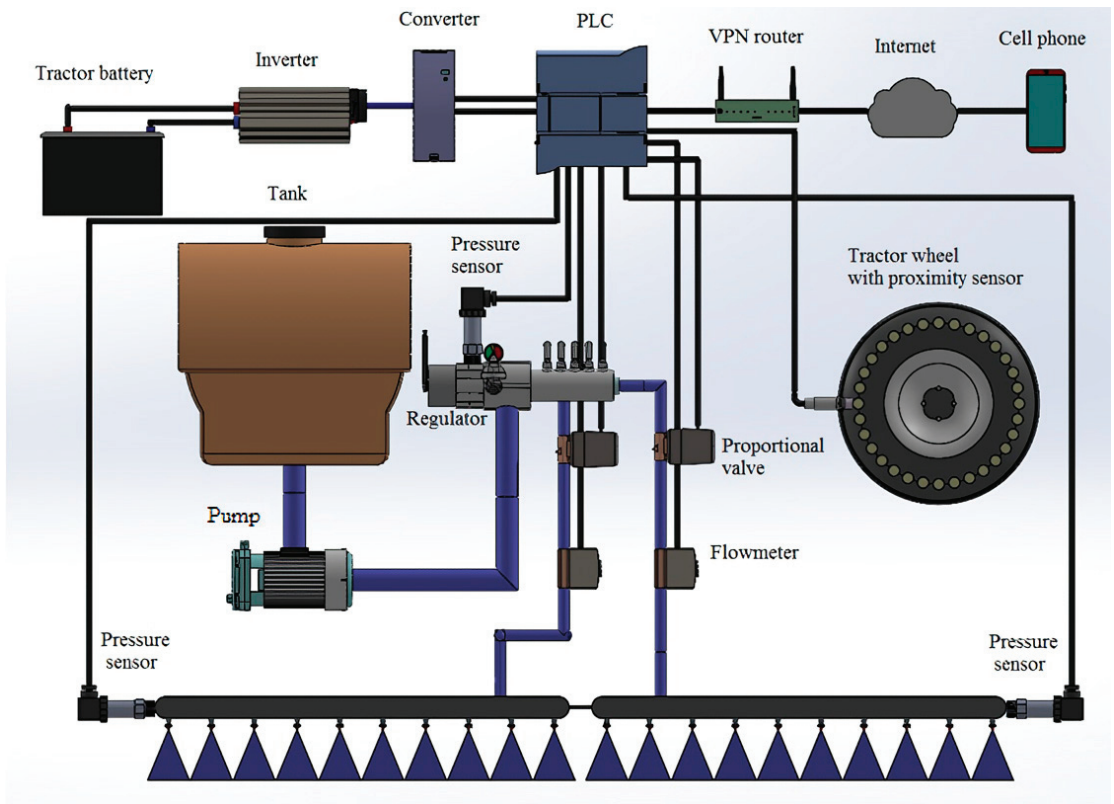 Converter
PLC
VPN router
Internet
Cell phone
Tractor battery
Inverter
Tank
Pressure
sensor
Tractor wheel
with proximity sensor
Regulator
Proportional
valve
Pump
Flowmeter
Pressure
sensor
Pressure
sensor